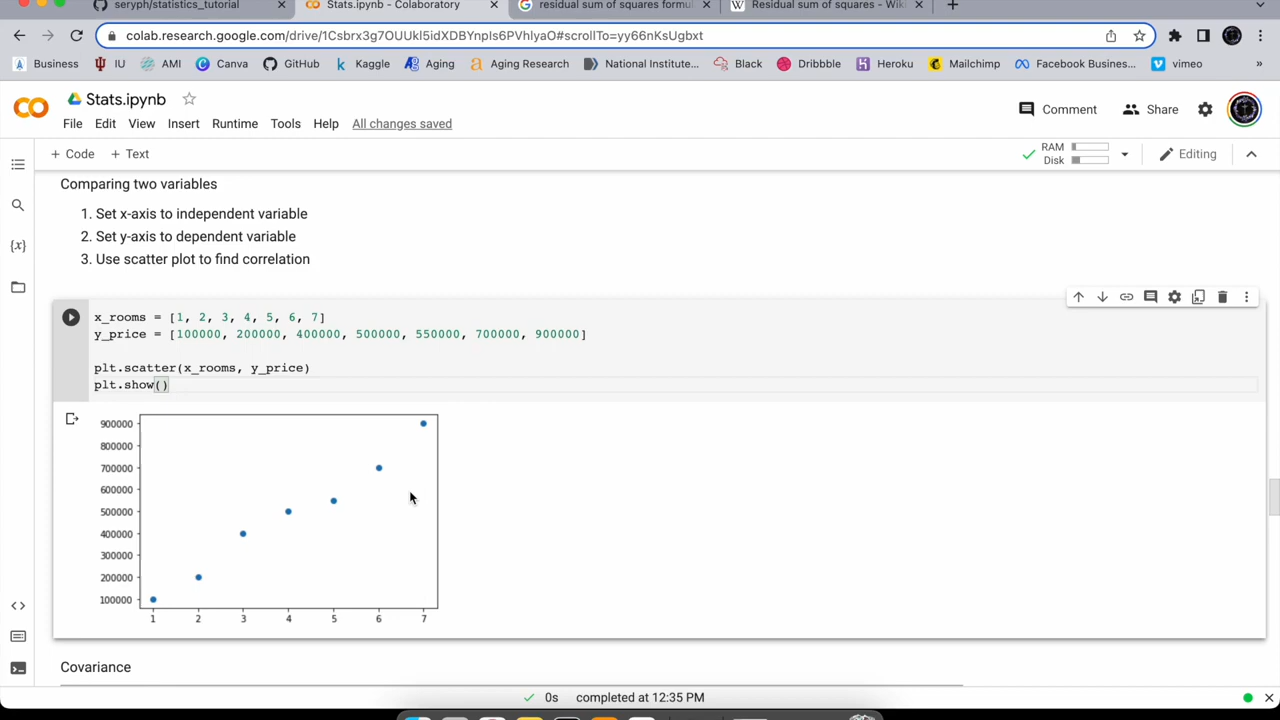 seryph/statistics_tutorial
Stats.ipynb - Colaboratory
residual sum of squares formul
Residual sum of squares - Wiki
colab.research.google.com/drive/1Csbrx3g7OUUkI5idXDBYnpIs6PVhIyaO#scrollTo=yy66nKsUgbxt
Business IU AMI Canva GitHub Kaggle Aging Aging Research National Institute... Black Dribbble Heroku Mailchimp Facebook Busines... vimeo »
Stats.ipynb
Comment Share
File Edit View Insert Runtime Tools Help All changes saved
+ Code + Text
RAM
Disk
Editing
Comparing two variables
1. Set x-axis to independent variable
2. Set y-axis to dependent variable
3. Use scatter plot to find correlation
x_rooms = [1, 2, 3, 4, 5, 6, 7]
y_price = [100000, 200000, 400000, 500000, 550000, 700000, 900000]
plt.scatter(x_rooms, y_price)
plt.show()
900000
800000
700000
600000
500000
400000
300000
200000
100000
1 2 3 4 5 6 7
Covariance
0s completed at 12:35 PM